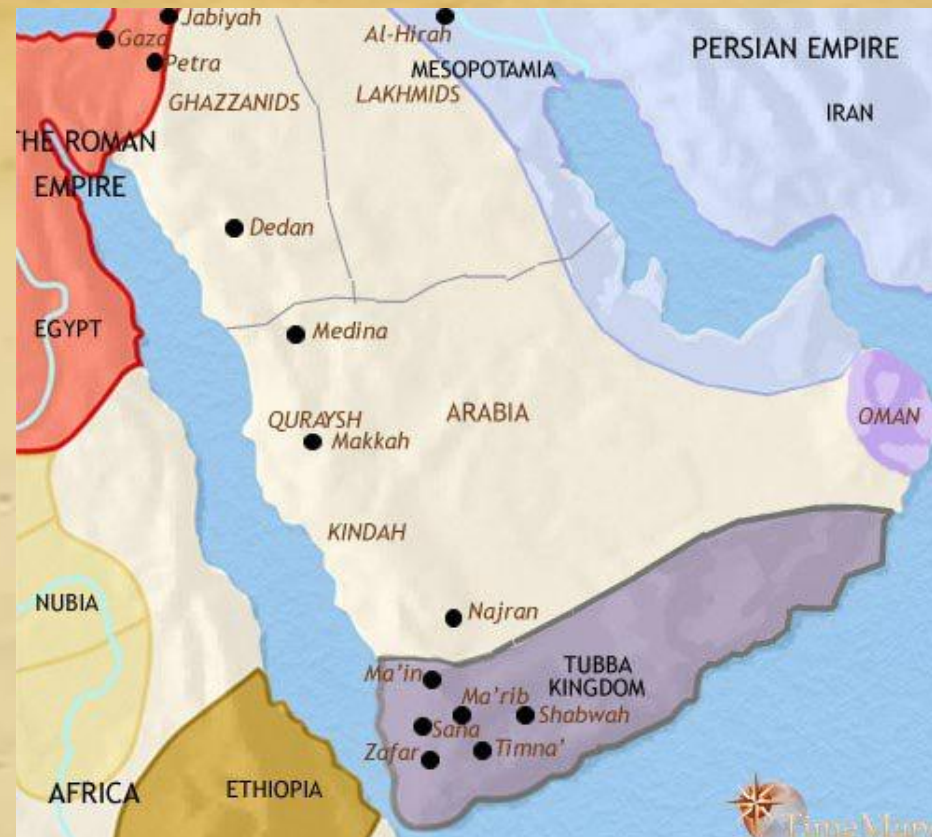 Jabiyah
Gaza
Al-Hirah
Petra
MESOPOTAMIA
PERSIAN EMPIRE
GHAZZANIDS
LAKHMIDS
IRAN
THE ROMAN
EMPIRE
Dedan
EGYPT
Medina
QURAYSH
Makkah
ARABIA
OMAN
KINDAH
NUBIA
Najran
Ma'in
TUBBA
KINGDOM
Ma'rib
Shabwah
Sana
Zafar
Timna'
AFRICA
ETHIOPIA
TimeMaps